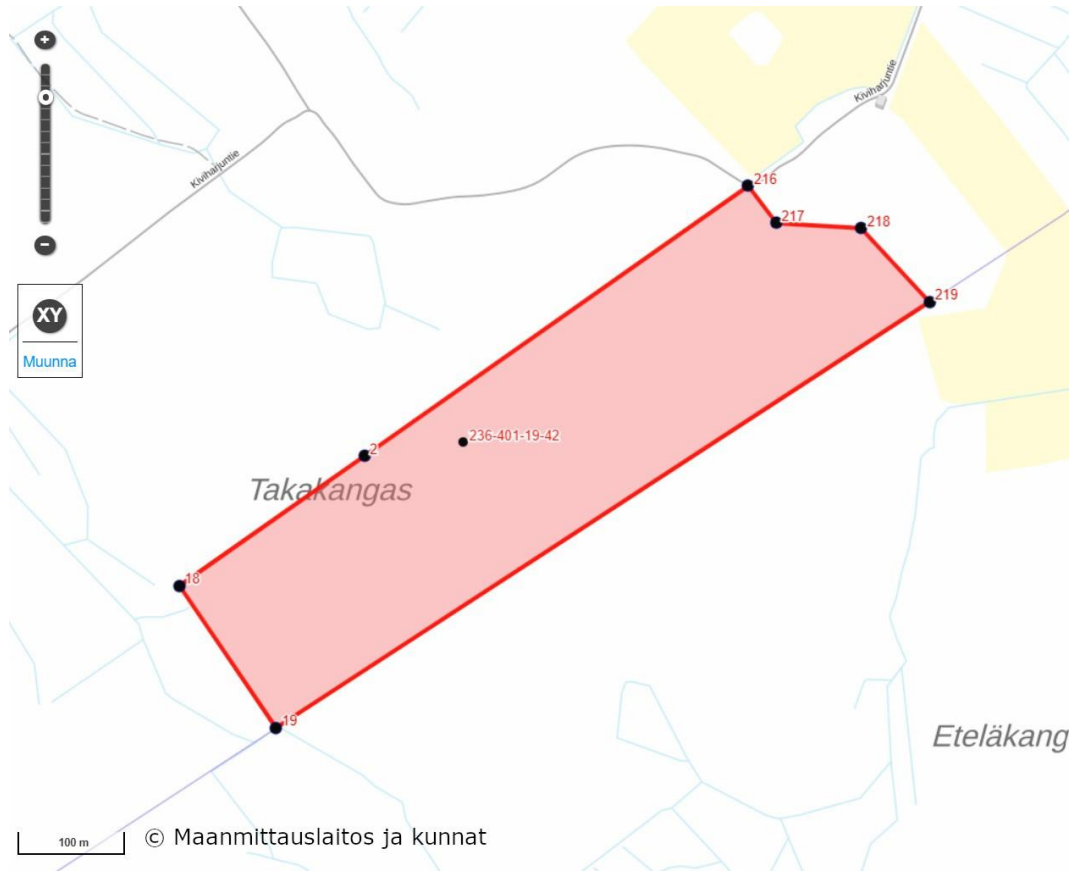 +
Kiviharjuntie
Kiviharjuntie
216
217
218
219
−
XY
Muunna
2
236-401-19-42
Takakangas
18
19
Eteläkang
100 m
© Maanmittauslaitos ja kunnat